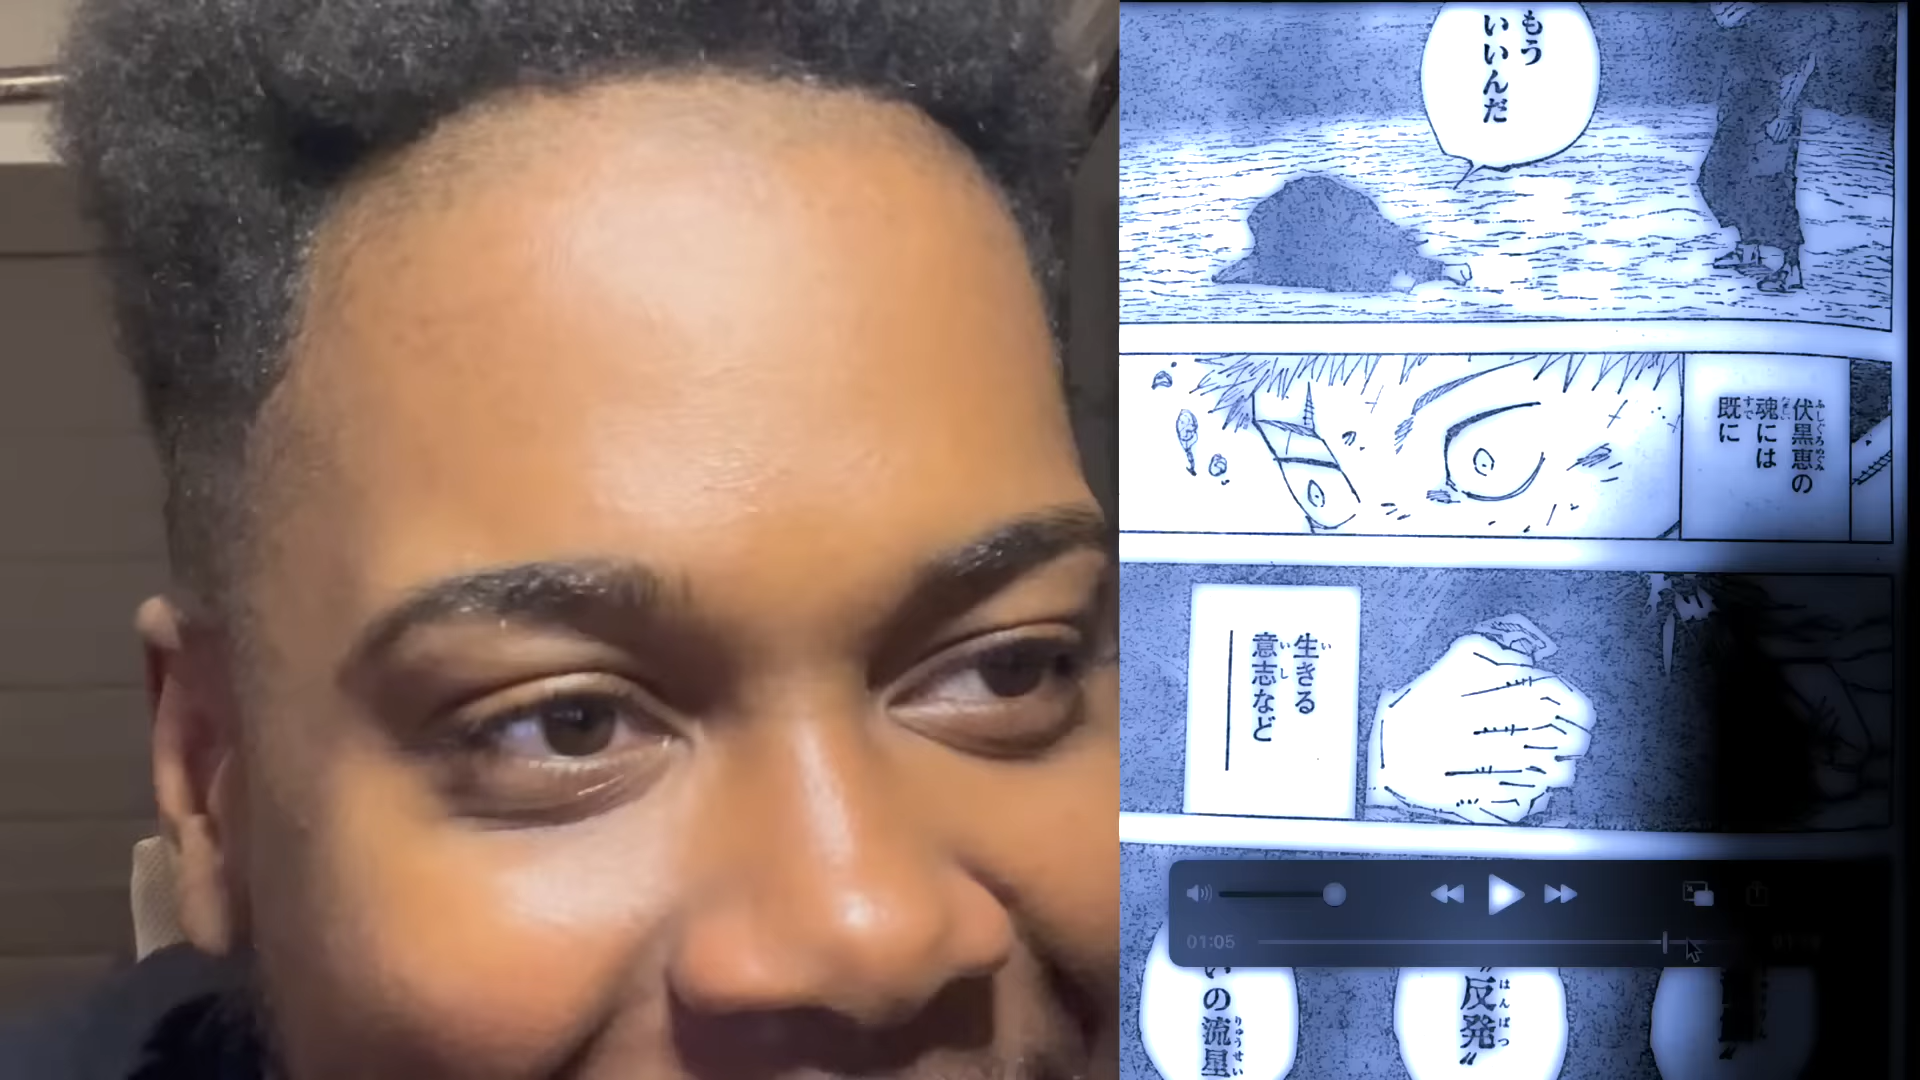 もう
いいんだ
伏黒恵の
魂には
既に
生きる
意志など
“反発”
いの流星
01:05